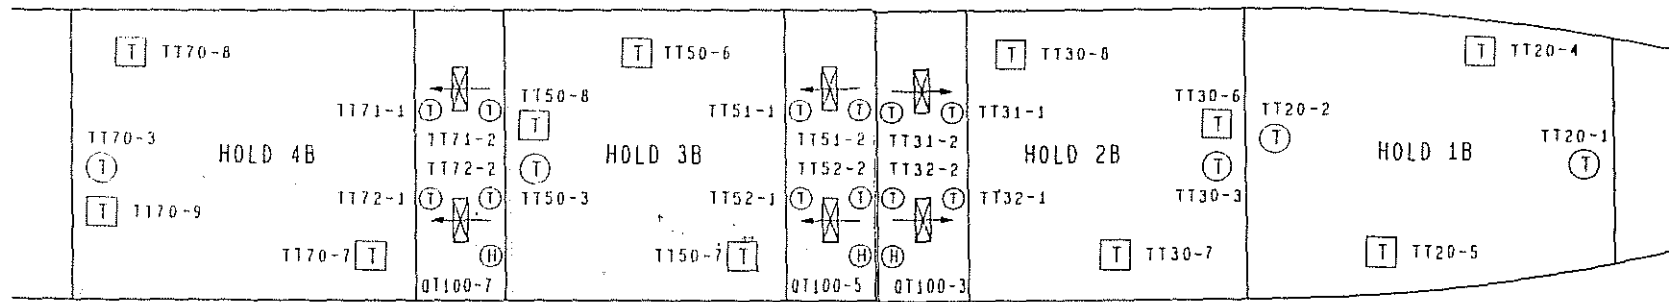 T TT70-8
TT70-3
T
T TT70-9
HOLD 4B
TT71-1
TT72-1
TT70-7 T
T T
TT71-2
TT72-2
T T
H
QT100-7
TT50-8
T
T
TT50-3
T TT50-6
HOLD 3B
TT51-1
TT52-1
TT50-7 T
T T
TT51-2
TT52-2
T T
H
QT100-5
T T
TT31-2
TT32-2
T T
H
QT100-3
T TT30-8
TT31-1
HOLD 2B
TT32-1
T TT30-7
TT30-6
T
T
TT30-3
TT20-2
T
T TT20-4
HOLD 1B
TT20-1
T
T TT20-5